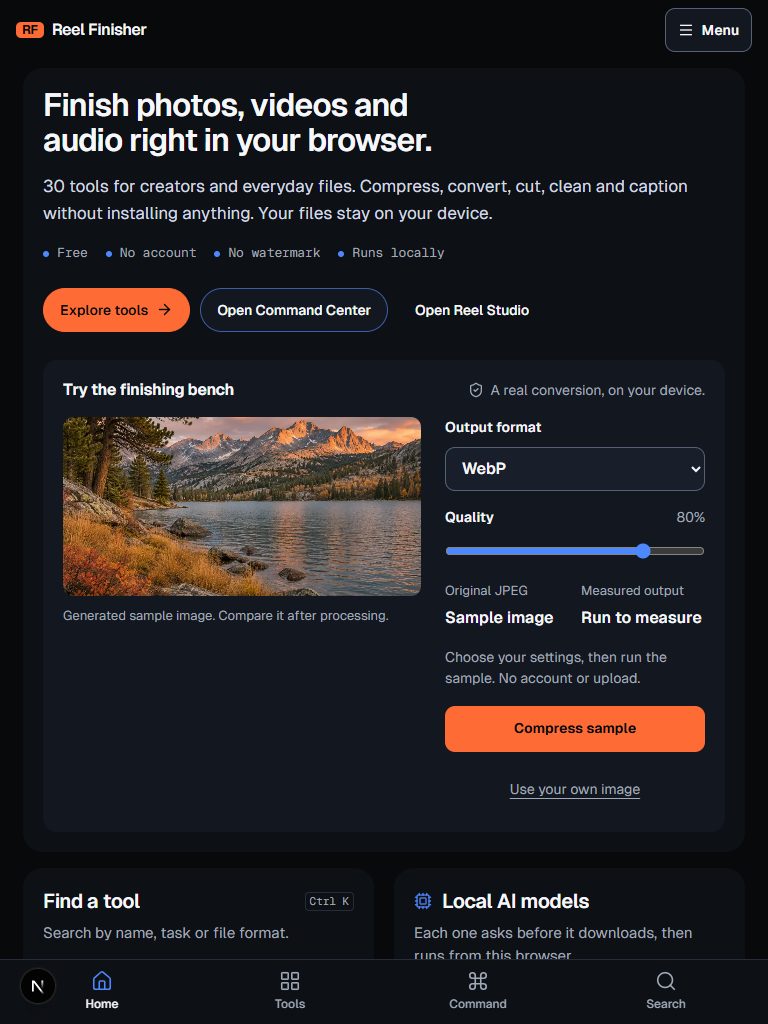 RF Reel Finisher
Menu
Finish photos, videos and
audio right in your browser.
30 tools for creators and everyday files. Compress, convert, cut, clean and caption
without installing anything. Your files stay on your device.
Free No account No watermark Runs locally
Explore tools
Open Command Center
Open Reel Studio
Try the finishing bench
A real conversion, on your device.
Generated sample image. Compare it after processing.
Output format
WebP
Quality 80%
Original JPEG
Sample image
Measured output
Run to measure
Choose your settings, then run the
sample. No account or upload.
Compress sample
Use your own image
Find a tool
Ctrl K
Search by name, task or file format.
Local AI models
Each one asks before it downloads, then
runs from this browser
N
Home
Tools
Command
Search